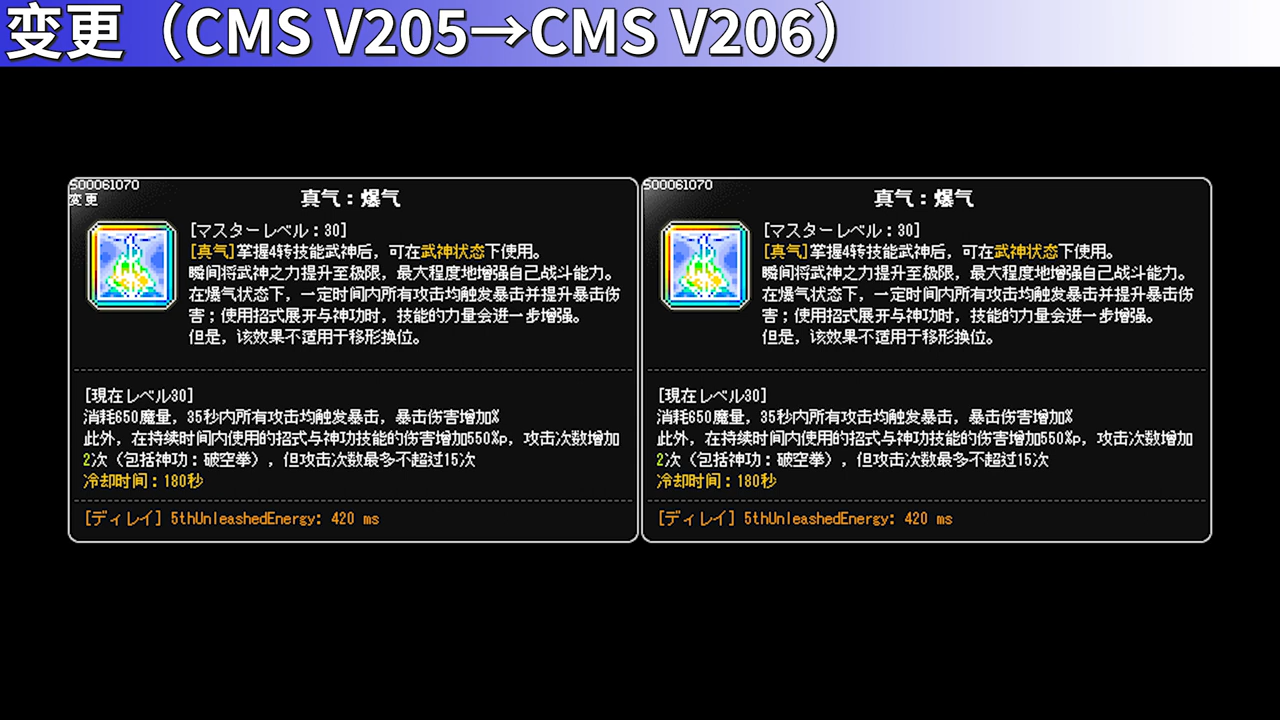 变更（CMS V205→CMS V206）
500061070
变更
真气：爆气
[マスターレベル：30]
[真气]掌握4转技能武神后，可在武神状态下使用。
瞬间将武神之力提升至极限，最大程度地增强自己战斗能力。
在爆气状态下，一定时间内所有攻击均触发暴击并提升暴击伤
害；使用招式展开与神功时，技能的力量会进一步增强。
但是，该效果不适用于移形换位。
[現在レベル30]
消耗650魔量，35秒内所有攻击均触发暴击，暴击伤害增加%
此外，在持续时间内使用的招式与神功技能的伤害增加550%p，攻击次数增加
2次（包括神功：破空拳），但攻击次数最多不超过15次
冷却时间：180秒
[ディレイ] 5thUnleashedEnergy: 420 ms
500061070
真气：爆气
[マスターレベル：30]
[真气]掌握4转技能武神后，可在武神状态下使用。
瞬间将武神之力提升至极限，最大程度地增强自己战斗能力。
在爆气状态下，一定时间内所有攻击均触发暴击并提升暴击伤
害；使用招式展开与神功时，技能的力量会进一步增强。
但是，该效果不适用于移形换位。
[現在レベル30]
消耗650魔量，35秒内所有攻击均触发暴击，暴击伤害增加%
此外，在持续时间内使用的招式与神功技能的伤害增加550%p，攻击次数增加
2次（包括神功：破空拳），但攻击次数最多不超过15次
冷却时间：180秒
[ディレイ] 5thUnleashedEnergy: 420 ms